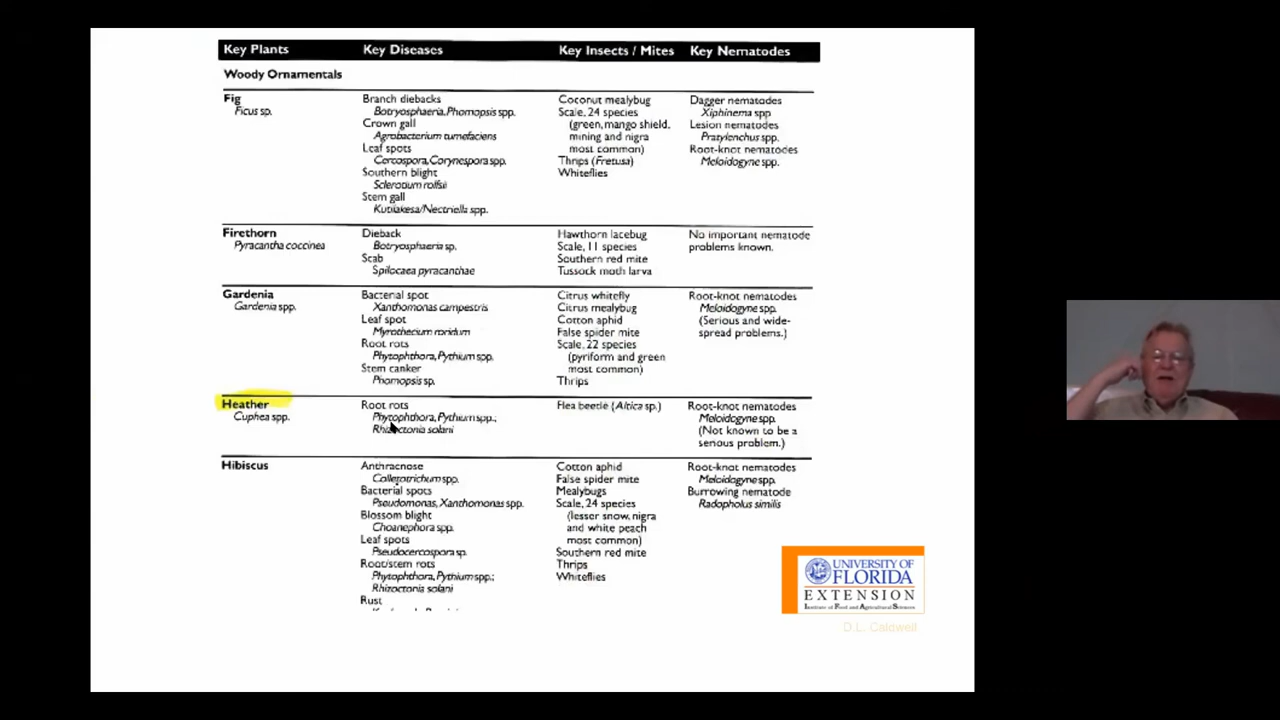 Key Plants Key Diseases Key Insects / Mites Key Nematodes
Woody Ornamentals
Fig Branch diebacks Coconut mealybug Dagger nematodes
Ficus sp. Botryosphaeria, Phomopsis spp. Scale, 24 species Xiphinema spp
Crown gall (green, mango shield, Lesion nematodes
Agrobacterium tumefaciens mining and nigra Pratylenchus spp.
Leaf spots most common) Root-knot nematodes
Cercospora, Corynespora spp. Thrips (Fretusa) Meloidogyne spp.
Southern blight Whiteflies
Sclerotium rolfsii
Stem gall
Kutilakesa/Nectriella spp.
Firethorn Dieback Hawthorn lacebug No important nematode
Pyracantha coccinea Botryosphaeria sp. Scale, 11 species problems known.
Scab Southern red mite
Spilocaea pyracanthae Tussock moth larva
Gardenia Bacterial spot Citrus whitefly Root-knot nematodes
Gardenia spp. Xanthomonas campestris Citrus mealybug Meloidogyne spp.
Leaf spot Cotton aphid (Serious and wide-
Myrothecium roridum False spider mite spread problems.)
Root rots Scale, 22 species
Phytophthora, Pythium spp. (pyriform and green
Stem canker most common)
Phomopsis sp. Thrips
Heather Root rots Flea beetle (Altica sp.) Root-knot nematodes
Cuphea spp. Phytophthora, Pythium spp.; Meloidogyne spp.
Rhizoctonia solani (Not known to be a
serious problem.)
Hibiscus Anthracnose Cotton aphid Root-knot nematodes
Colletotrichum spp. False spider mite Meloidogyne spp.
Bacterial spots Mealybugs Burrowing nematode
Pseudomonas, Xanthomonas spp. Scale, 24 species Radopholus similis
Blossom blight (lesser snow, nigra
Choanephora spp. and white peach
Leaf spots most common)
Pseudocercospora sp. Southern red mite
Root/stem rots Thrips
Phytophthora, Pythium spp.; Whiteflies
Rhizoctonia solani
Rust
UNIVERSITY OF
FLORIDA
EXTENSION
Institute of Food and Agricultural Sciences
D.L. Caldwell